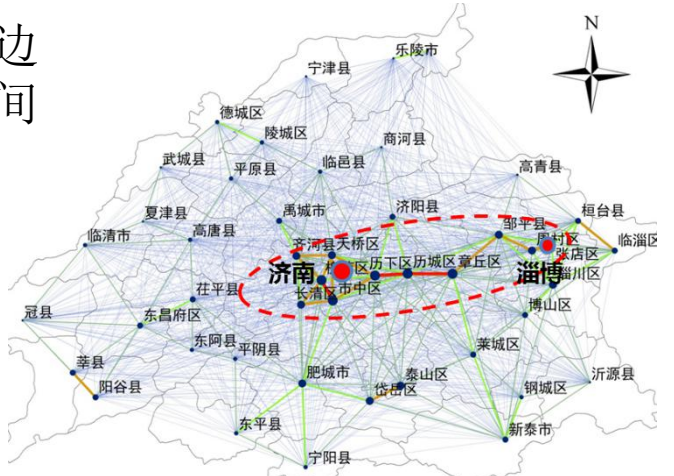 边
间
N
乐陵市
宁津县
德城区
陵城区
商河县
武城县
平原县
临邑县
高青县
夏津县
禹城市
济阳县
桓台县
临清市
高唐县
邹平县
齐河县
天桥区
周村区
临淄区
张店区
济南
历下区
历城区
章丘区
淄博
淄川区
茌平县
长清区
市中区
冠县
东昌府区
博山区
东阿县
平阴县
莱城区
莘县
阳谷县
肥城市
泰山区
岱岳区
钢城区
沂源县
东平县
新泰市
宁阳县